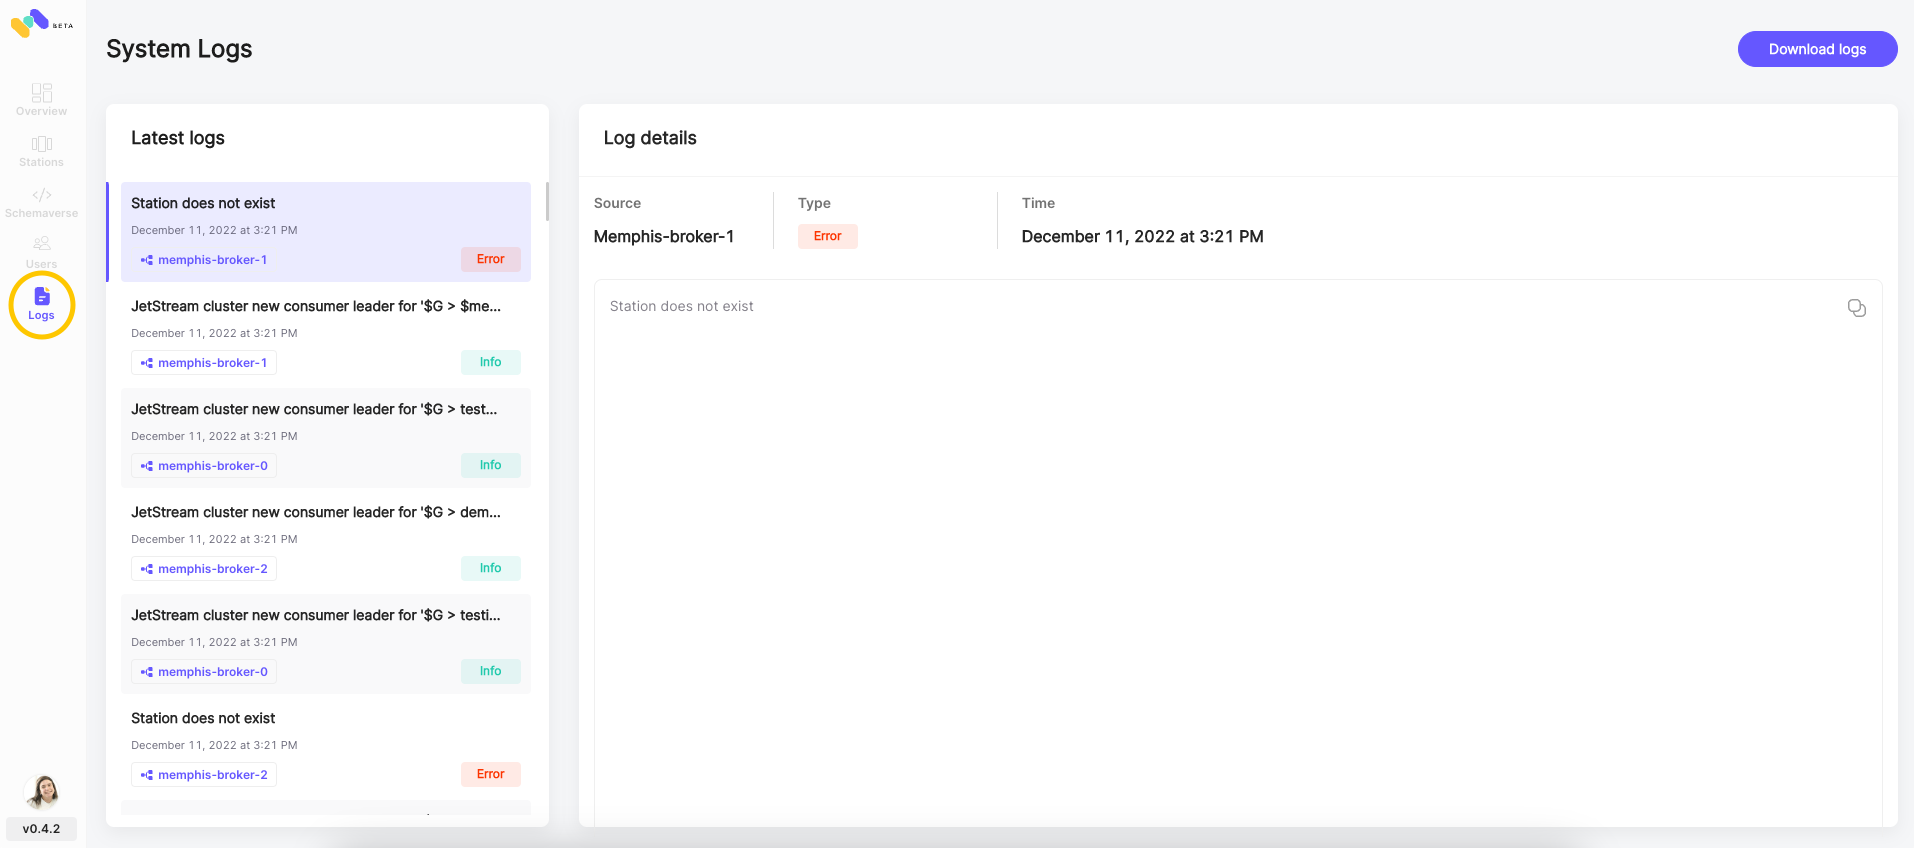 BETA
System Logs
Download logs
Overview
Stations
Schemaverse
Users
Logs
v0.4.2
Latest logs
Station does not exist
December 11, 2022 at 3:21 PM
memphis-broker-1
Error
JetStream cluster new consumer leader for '$G > $me...
December 11, 2022 at 3:21 PM
memphis-broker-1
Info
JetStream cluster new consumer leader for '$G > test...
December 11, 2022 at 3:21 PM
memphis-broker-0
Info
JetStream cluster new consumer leader for '$G > dem...
December 11, 2022 at 3:21 PM
memphis-broker-2
Info
JetStream cluster new consumer leader for '$G > testi...
December 11, 2022 at 3:21 PM
memphis-broker-0
Info
Station does not exist
December 11, 2022 at 3:21 PM
memphis-broker-2
Error
Log details
Source
Memphis-broker-1
Type
Error
Time
December 11, 2022 at 3:21 PM
Station does not exist